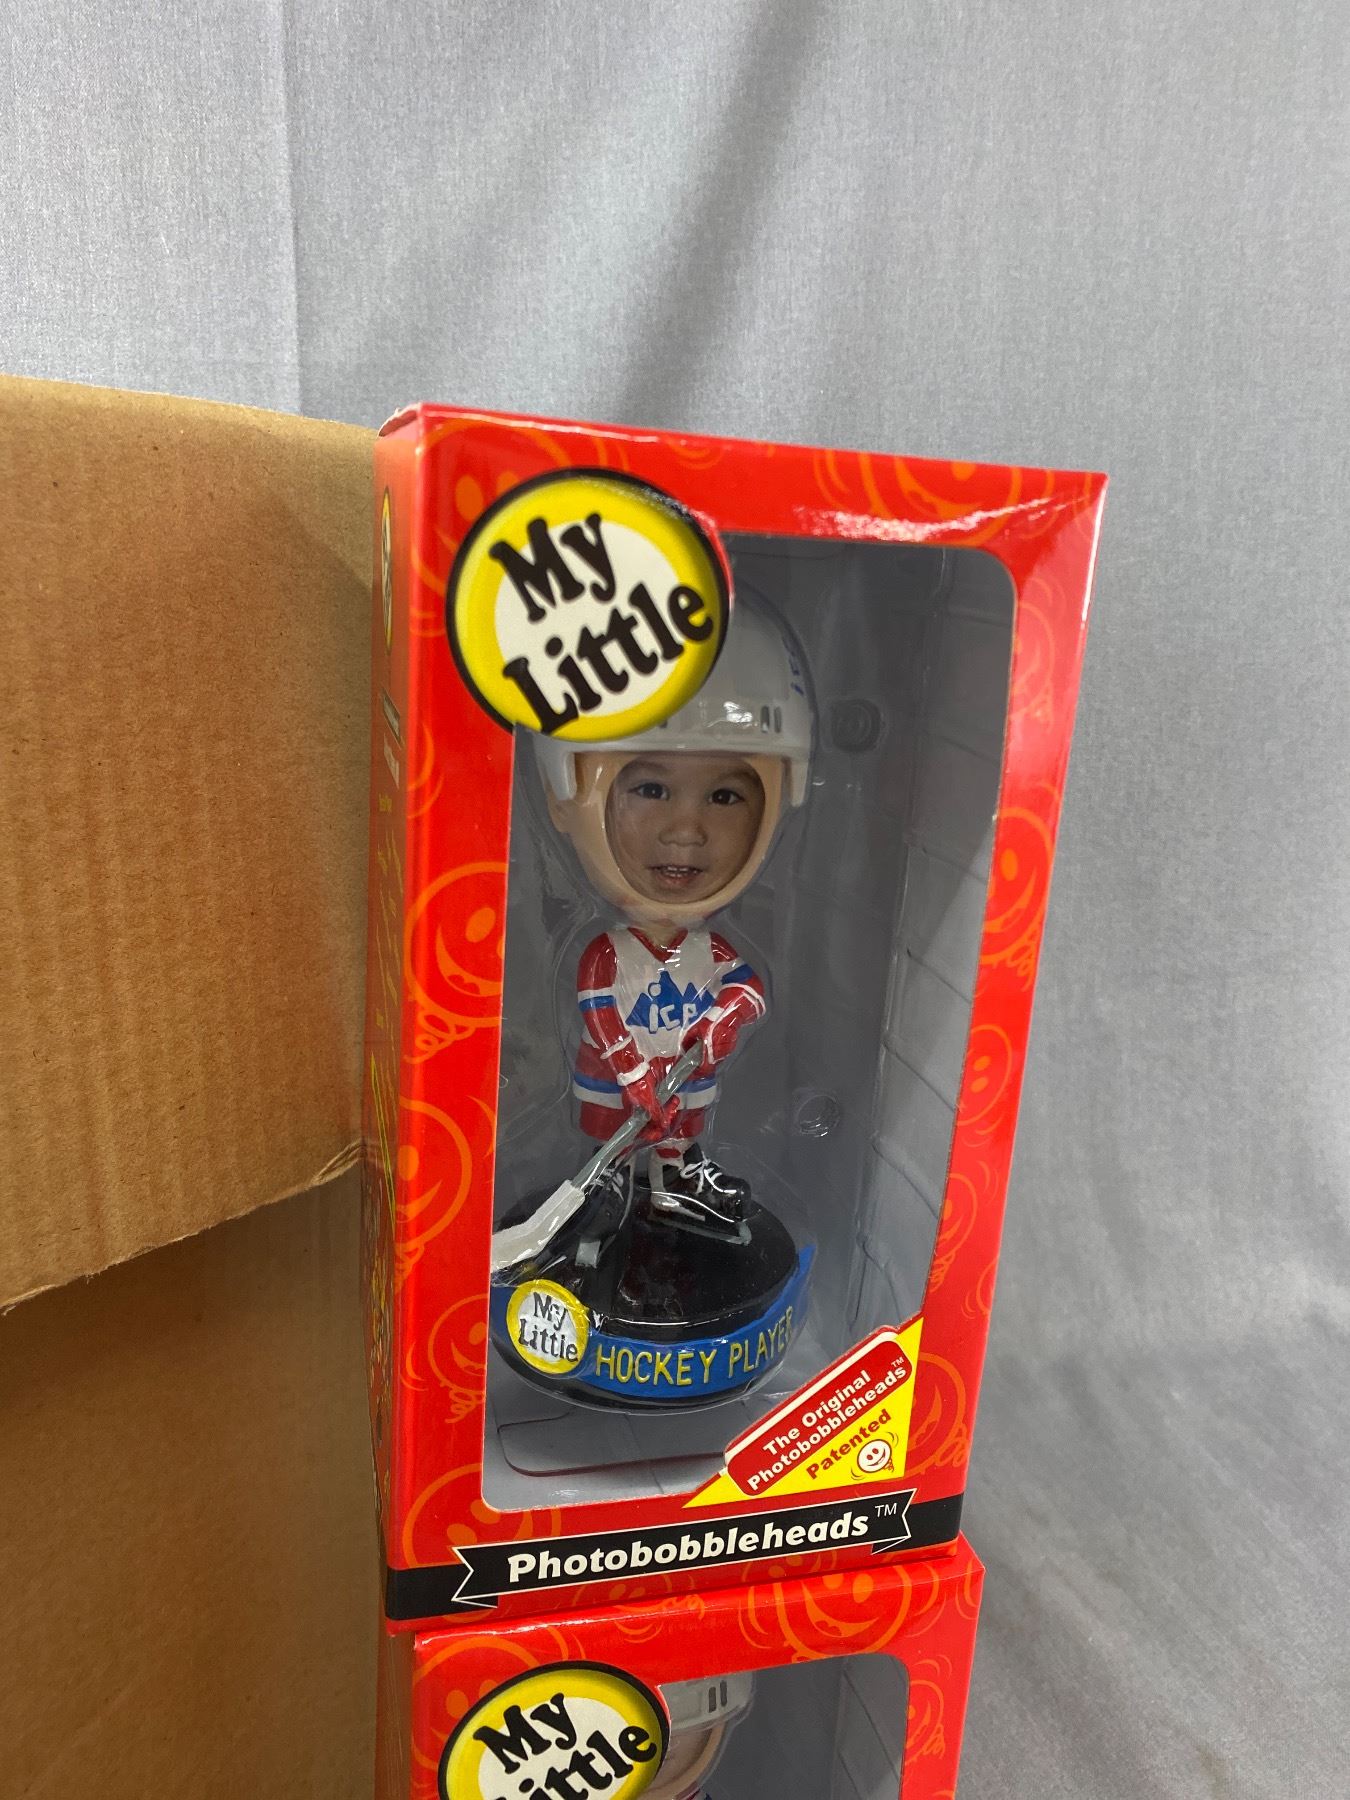 My
Little
ice
My
Little
HOCKEY PLAYER
The Original
Photobobbleheads™
Patented
Photobobbleheads™
My
Little